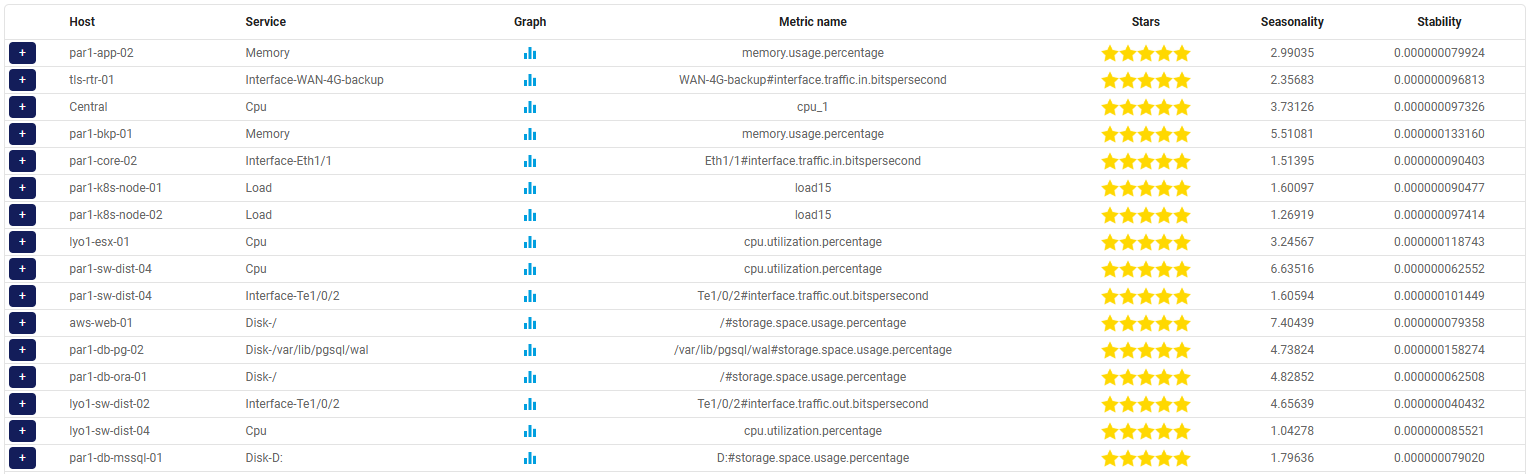 Host Service Graph Metric name Stars Seasonality Stability
+ par1-app-02 Memory memory.usage.percentage 2.99035 0.000000079924
+ tls-rtr-01 Interface-WAN-4G-backup WAN-4G-backup#interface.traffic.in.bitspersecond 2.35683 0.000000096813
+ Central Cpu cpu_1 3.73126 0.000000097326
+ par1-bkp-01 Memory memory.usage.percentage 5.51081 0.000000133160
+ par1-core-02 Interface-Eth1/1 Eth1/1#interface.traffic.in.bitspersecond 1.51395 0.000000090403
+ par1-k8s-node-01 Load load15 1.60097 0.000000090477
+ par1-k8s-node-02 Load load15 1.26919 0.000000097414
+ lyo1-esx-01 Cpu cpu.utilization.percentage 3.24567 0.000000118743
+ par1-sw-dist-04 Cpu cpu.utilization.percentage 6.63516 0.000000062552
+ par1-sw-dist-04 Interface-Te1/0/2 Te1/0/2#interface.traffic.out.bitspersecond 1.60594 0.000000101449
+ aws-web-01 Disk-/ /#storage.space.usage.percentage 7.40439 0.000000079358
+ par1-db-pg-02 Disk-/var/lib/pgsql/wal /var/lib/pgsql/wal#storage.space.usage.percentage 4.73824 0.000000158274
+ par1-db-ora-01 Disk-/ /#storage.space.usage.percentage 4.82852 0.000000062508
+ lyo1-sw-dist-02 Interface-Te1/0/2 Te1/0/2#interface.traffic.out.bitspersecond 4.65639 0.000000040432
+ lyo1-sw-dist-04 Cpu cpu.utilization.percentage 1.04278 0.000000085521
+ par1-db-mssql-01 Disk-D: D:#storage.space.usage.percentage 1.79636 0.000000079020